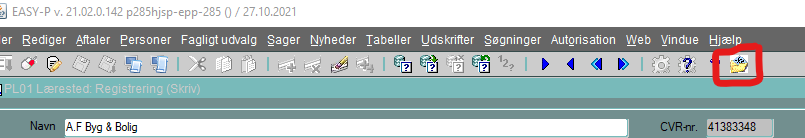 EASY-P v. 21.02.0.142 p285hjsp-epp-285 () / 27.10.2021
er Rediger Aftaler Personer Fagligt udvalg Sager Nyheder Tabeller Udskrifter Søgninger Autorisation Web Vindue Hjælp
PL01 Lærested: Registrering (Skriv)
Navn A.F Byg & Bolig CVR-nr. 41383348